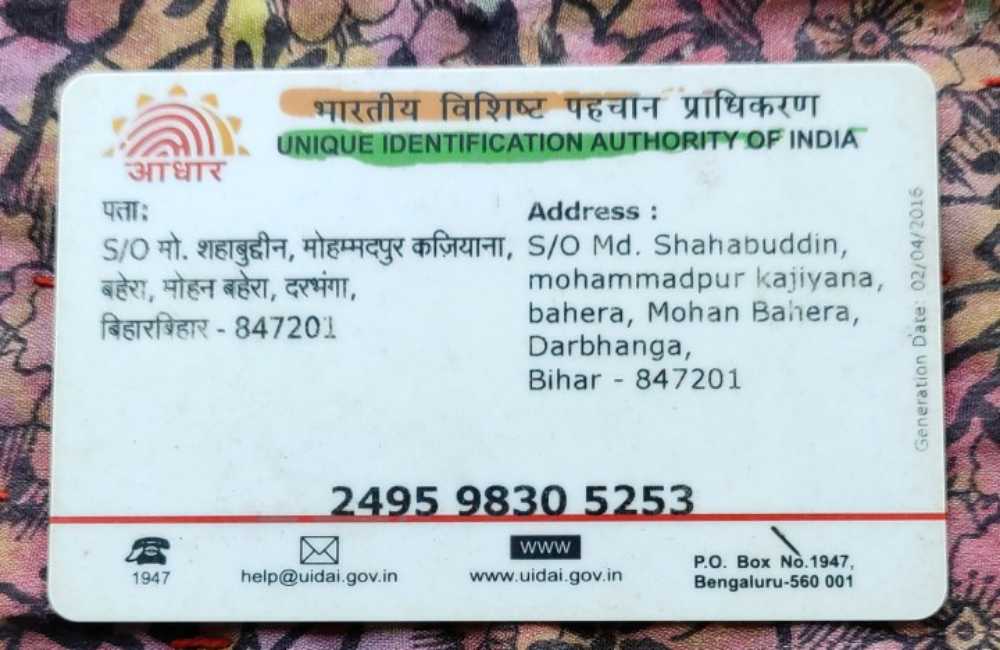 भारतीय विशिष्ट पहचान प्राधिकरण
UNIQUE IDENTIFICATION AUTHORITY OF INDIA
आधार
पता:
S/O मो. शहाबुद्दीन, मोहम्मदपुर कज़ियाना,
बहेरा, मोहन बहेरा, दरभंगा,
बिहारबिहार - 847201
Address :
S/O Md. Shahabuddin,
mohammadpur kajiyana,
bahera, Mohan Bahera,
Darbhanga,
Bihar - 847201
Generation Date: 02/04/2016
2495 9830 5253
1947
help@uidai.gov.in
WWW
www.uidai.gov.in
P.O. Box No.1947,
Bengaluru-560 001